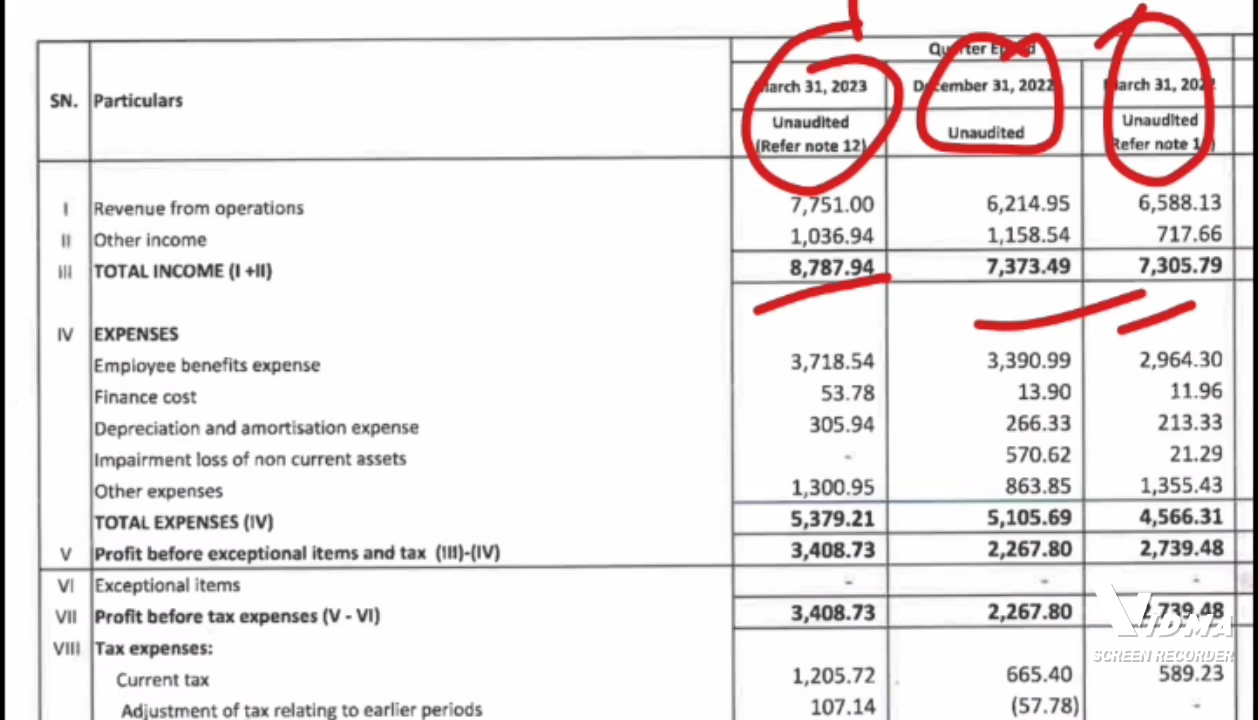 Quarter Ended
SN. Particulars March 31, 2023 December 31, 2022 March 31, 2022
Unaudited Unaudited Unaudited
(Refer note 12) (Refer note
I Revenue from operations 7,751.00 6,214.95 6,588.13
II Other income 1,036.94 1,158.54 717.66
III TOTAL INCOME (I +II) 8,787.94 7,373.49 7,305.79
IV EXPENSES
Employee benefits expense 3,718.54 3,390.99 2,964.30
Finance cost 53.78 13.90 11.96
Depreciation and amortisation expense 305.94 266.33 213.33
Impairment loss of non current assets - 570.62 21.29
Other expenses 1,300.95 863.85 1,355.43
TOTAL EXPENSES (IV) 5,379.21 5,105.69 4,566.31
V Profit before exceptional items and tax (III)-(IV) 3,408.73 2,267.80 2,739.48
VI Exceptional items - - -
VII Profit before tax expenses (V - VI) 3,408.73 2,267.80 2,739.48
VIII Tax expenses:
Current tax 1,205.72 665.40 589.23
Adjustment of tax relating to earlier periods 107.14 (57.78) -
VIDMA
SCREEN RECORDER